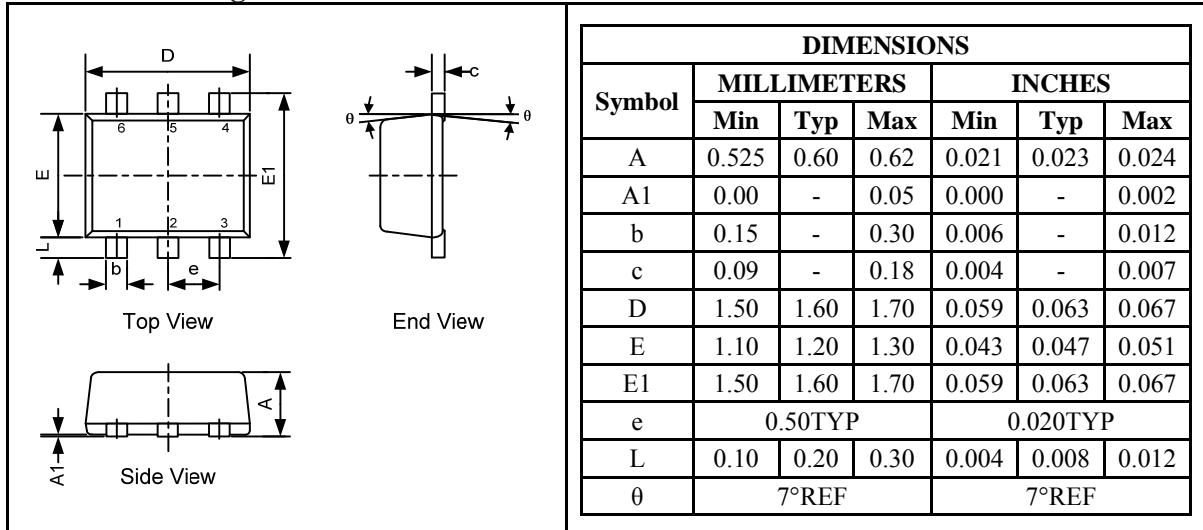 D
c
θ
θ
6 5 4
E
E1
1 2 3
L
b
e
Top View
End View
A
A1
Side View
DIMENSIONS
Symbol MILLIMETERS INCHES
Min Typ Max Min Typ Max
A 0.525 0.60 0.62 0.021 0.023 0.024
A1 0.00 - 0.05 0.000 - 0.002
b 0.15 - 0.30 0.006 - 0.012
c 0.09 - 0.18 0.004 - 0.007
D 1.50 1.60 1.70 0.059 0.063 0.067
E 1.10 1.20 1.30 0.043 0.047 0.051
E1 1.50 1.60 1.70 0.059 0.063 0.067
e 0.50TYP 0.020TYP
L 0.10 0.20 0.30 0.004 0.008 0.012
θ 7°REF 7°REF